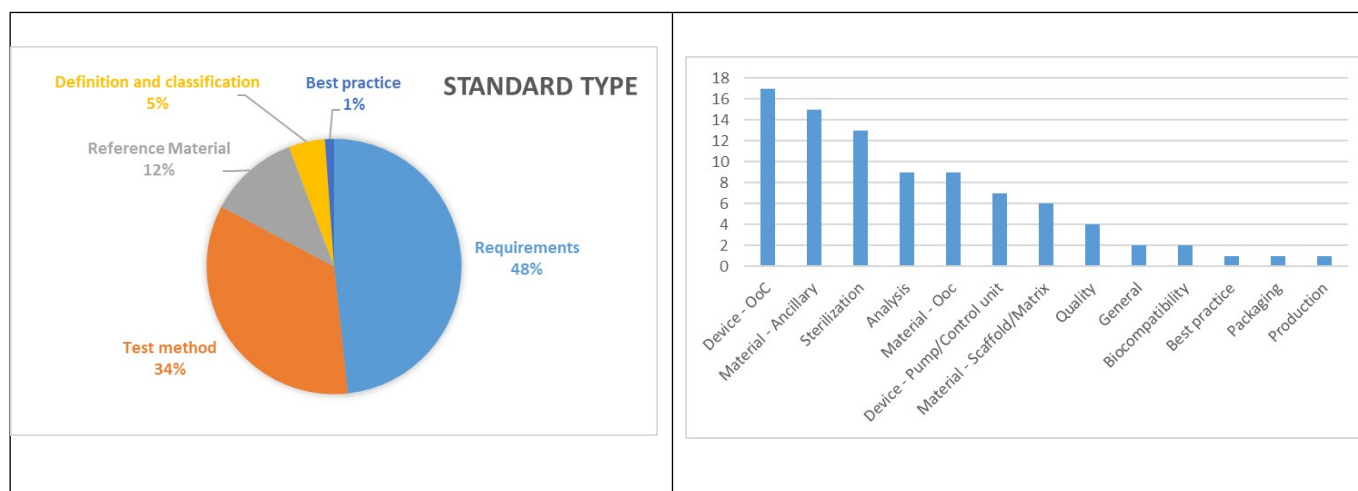 STANDARD TYPE
Definition and classification
5%
Best practice
1%
Reference Material
12%
Requirements
48%
Test method
34%
18
16
14
12
10
8
6
4
2
0
Device - OoC
Material - Ancillary
Sterilization
Analysis
Material - Ooc
Device - Pump/Control unit
Material - Scaffold/Matrix
Quality
General
Biocompatibility
Best practice
Packaging
Production